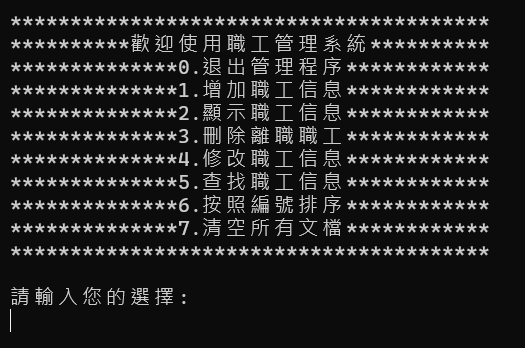 ****************************************
**********歡迎使用職工管理系統**********
**************0.退出管理程序************
**************1.增加職工信息************
**************2.顯示職工信息************
**************3.刪除離職職工************
**************4.修改職工信息************
**************5.查找職工信息************
**************6.按照編號排序************
**************7.清空所有文檔************
****************************************
請輸入您的選擇: